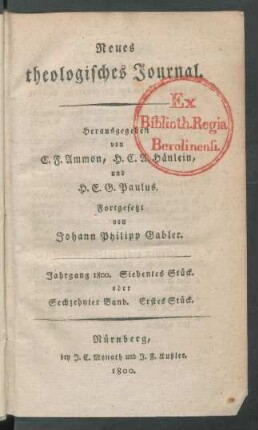 Neues
theologisches Journal.
Herausgegeben
von
C. F. Ammon, H. C. A. Hänlein,
und
H. E. G. Paulus.
Fortgesetzt
von
Johann Philipp Gabler.
Ex
Biblioth. Regia
Berolinensi.
Jahrgang 1800. Siebentes Stück.
oder
Sechzehnter Band. Erstes Stück.
Nürnberg,
bey J. C. Monath und J. F. Kußler.
1800.